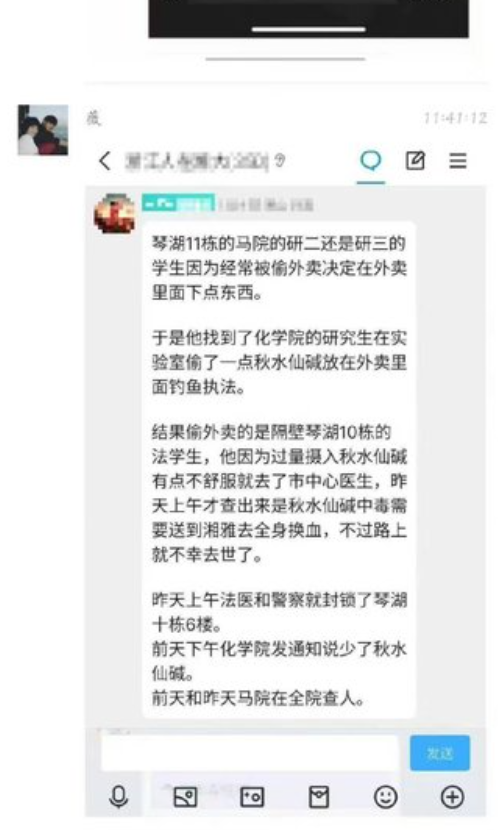 薇
11:41:12
琴湖11栋的马院的研二还是研三的
学生因为经常被偷外卖决定在外卖
里面下点东西。
于是他找到了化学院的研究生在实
验室偷了一点秋水仙碱放在外卖里
面钓鱼执法。
结果偷外卖的是隔壁琴湖10栋的
法学生，他因为过量摄入秋水仙碱
有点不舒服就去了市中心医生，昨
天上午才查出来是秋水仙碱中毒需
要送到湘雅去全身换血，不过路上
就不幸去世了。
昨天上午法医和警察就封锁了琴湖
十栋6楼。
前天下午化学院发通知说少了秋水
仙碱。
前天和昨天马院在全院查人。
发送